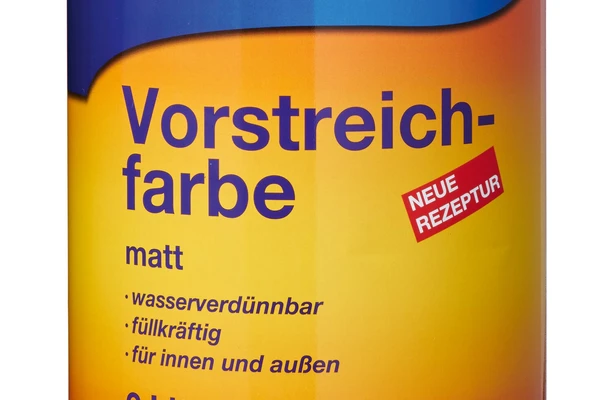 Vorstreich-
farbe
NEUE
REZEPTUR
matt
· wasserverdünnbar
· füllkräftig
· für innen und außen